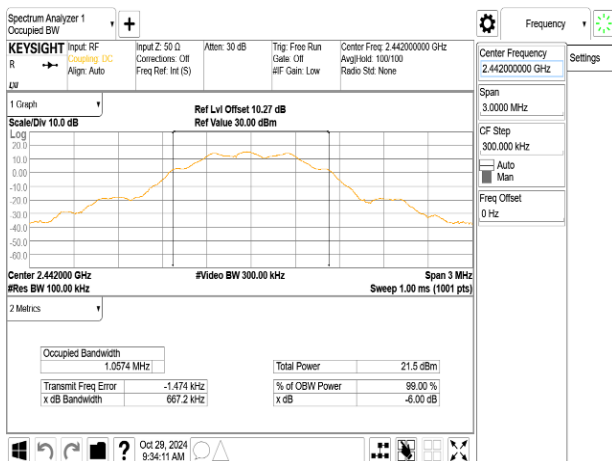 Spectrum Analyzer 1
Occupied BW
+
Frequency
KEYSIGHT
R
LW
Input: RF
Coupling: DC
Align: Auto
Input Z: 50 Ω
Corrections: Off
Freq Ref: Int (S)
Atten: 30 dB
Trig: Free Run
Gate: Off
#IF Gain: Low
Center Freq: 2.442000000 GHz
Avg|Hold: 100/100
Radio Std: None
Center Frequency
2.442000000 GHz
Settings
Span
3.0000 MHz
CF Step
300.000 kHz
Auto
Man
Freq Offset
0 Hz
1 Graph
Scale/Div 10.0 dB
Ref Lvl Offset 10.27 dB
Ref Value 30.00 dBm
Log
20.0
10.0
0.00
-10.0
-20.0
-30.0
-40.0
-50.0
-60.0
Center 2.442000 GHz
#Res BW 100.00 kHz
#Video BW 300.00 kHz
Span 3 MHz
Sweep 1.00 ms (1001 pts)
2 Metrics
Occupied Bandwidth
1.0574 MHz
Transmit Freq Error -1.474 kHz
x dB Bandwidth 667.2 kHz
Total Power 21.5 dBm
% of OBW Power 99.00 %
x dB -6.00 dB
?
Oct 29, 2024
9:34:11 AM